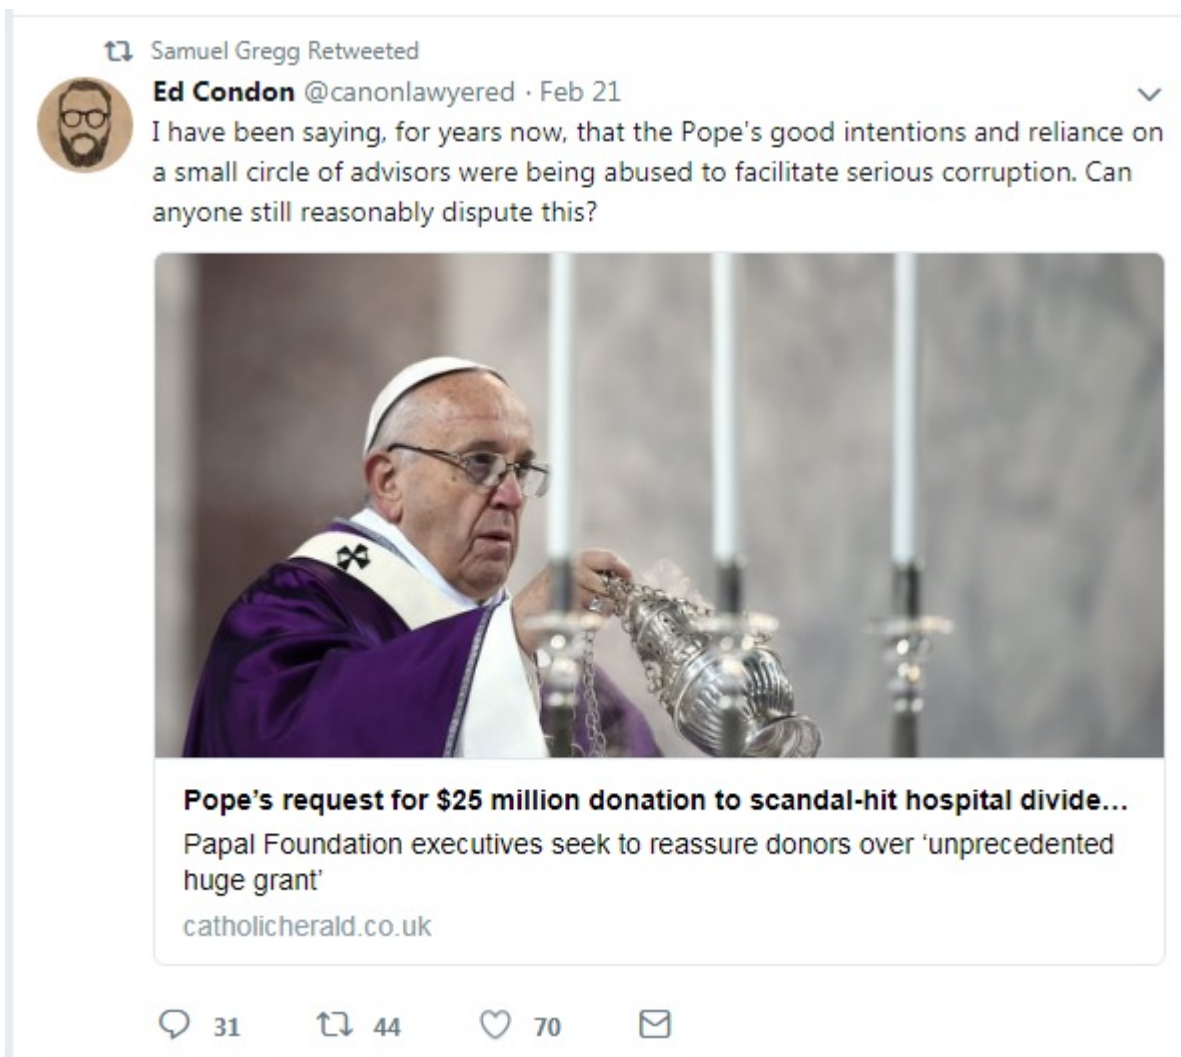 Samuel Gregg Retweeted
Ed Condon @canonlawyered · Feb 21
I have been saying, for years now, that the Pope's good intentions and reliance on
a small circle of advisors were being abused to facilitate serious corruption. Can
anyone still reasonably dispute this?
Pope’s request for $25 million donation to scandal-hit hospital divide...
Papal Foundation executives seek to reassure donors over ‘unprecedented
huge grant’
catholicherald.co.uk
31 44 70